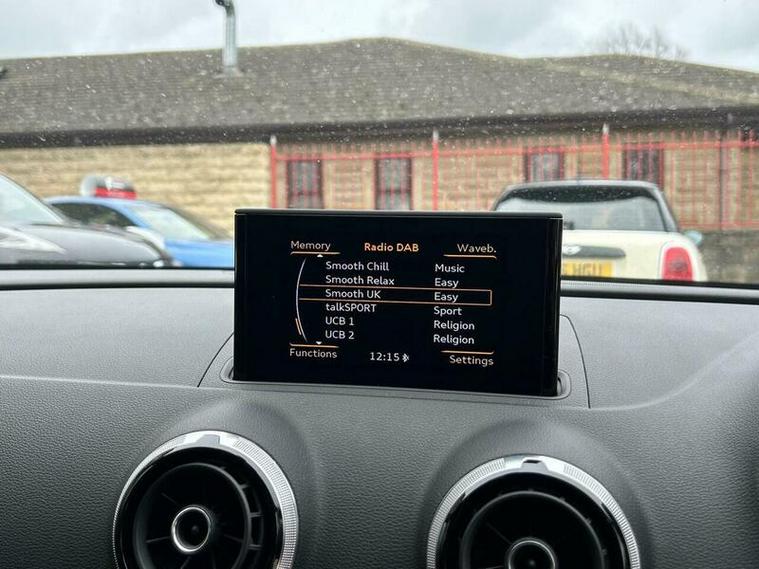 Memory Radio DAB Waveb.
Smooth Chill Music
Smooth Relax Easy
Smooth UK Easy
talkSPORT Sport
UCB 1 Religion
UCB 2 Religion
Functions 12:15 Settings
HGU